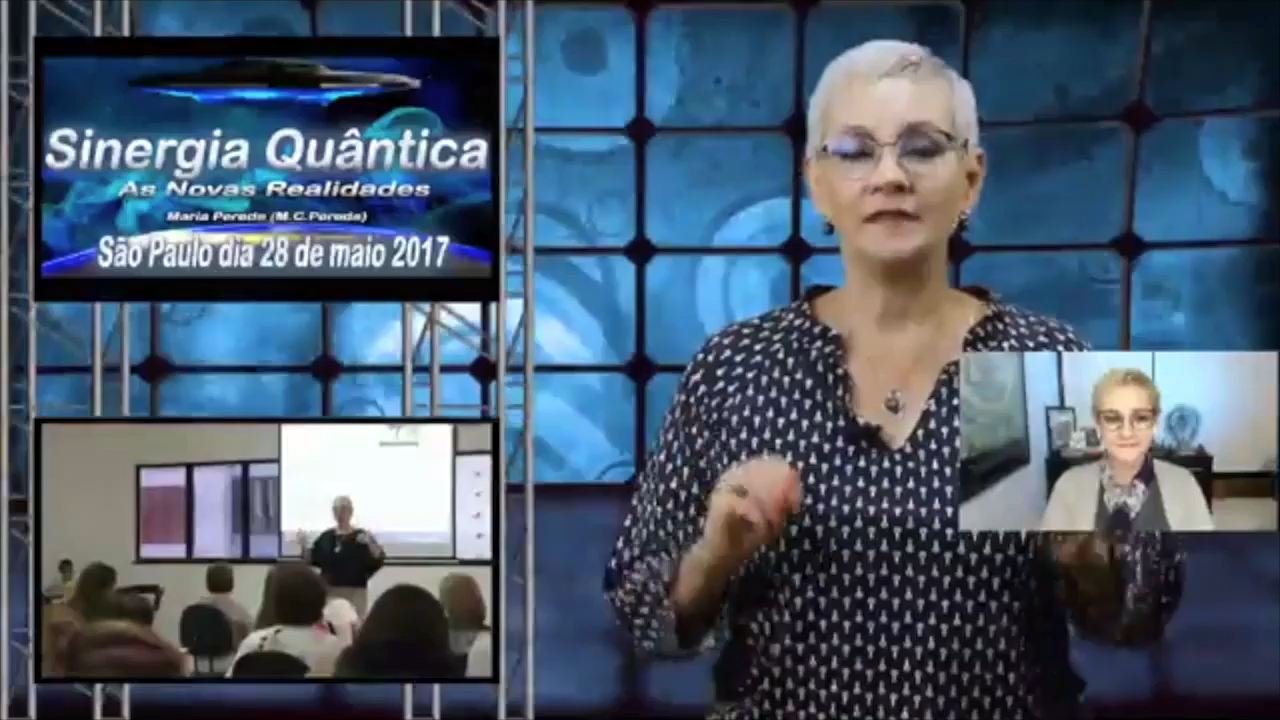 Sinergia Quântica
As Novas Realidades
Maria Pereda (M.C.Pereda)
São Paulo dia 28 de maio 2017